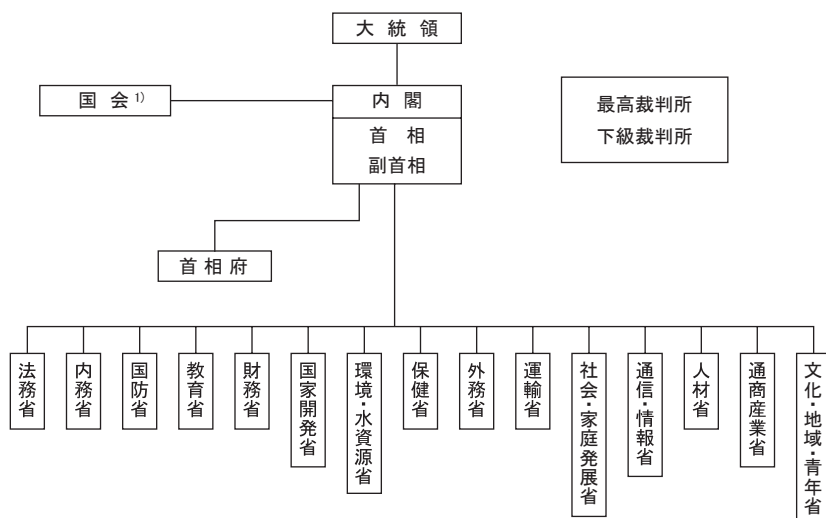 大統領
国会 1)
内閣
首相
副首相
最高裁判所
下級裁判所
首相府
法務省
内務省
国防省
教育省
財務省
国家開発省
環境・水資源省
保健省
外務省
運輸省
社会・家庭発展省
通信・情報省
人材省
通商産業省
文化・地域・青年省